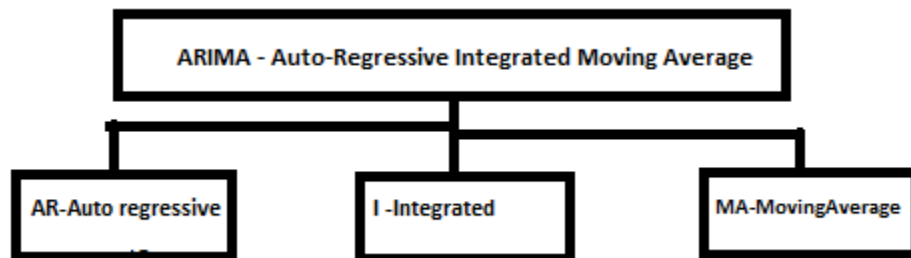 ARIMA - Auto-Regressive Integrated Moving Average
AR-Auto regressive
I -Integrated
MA-MovingAverage